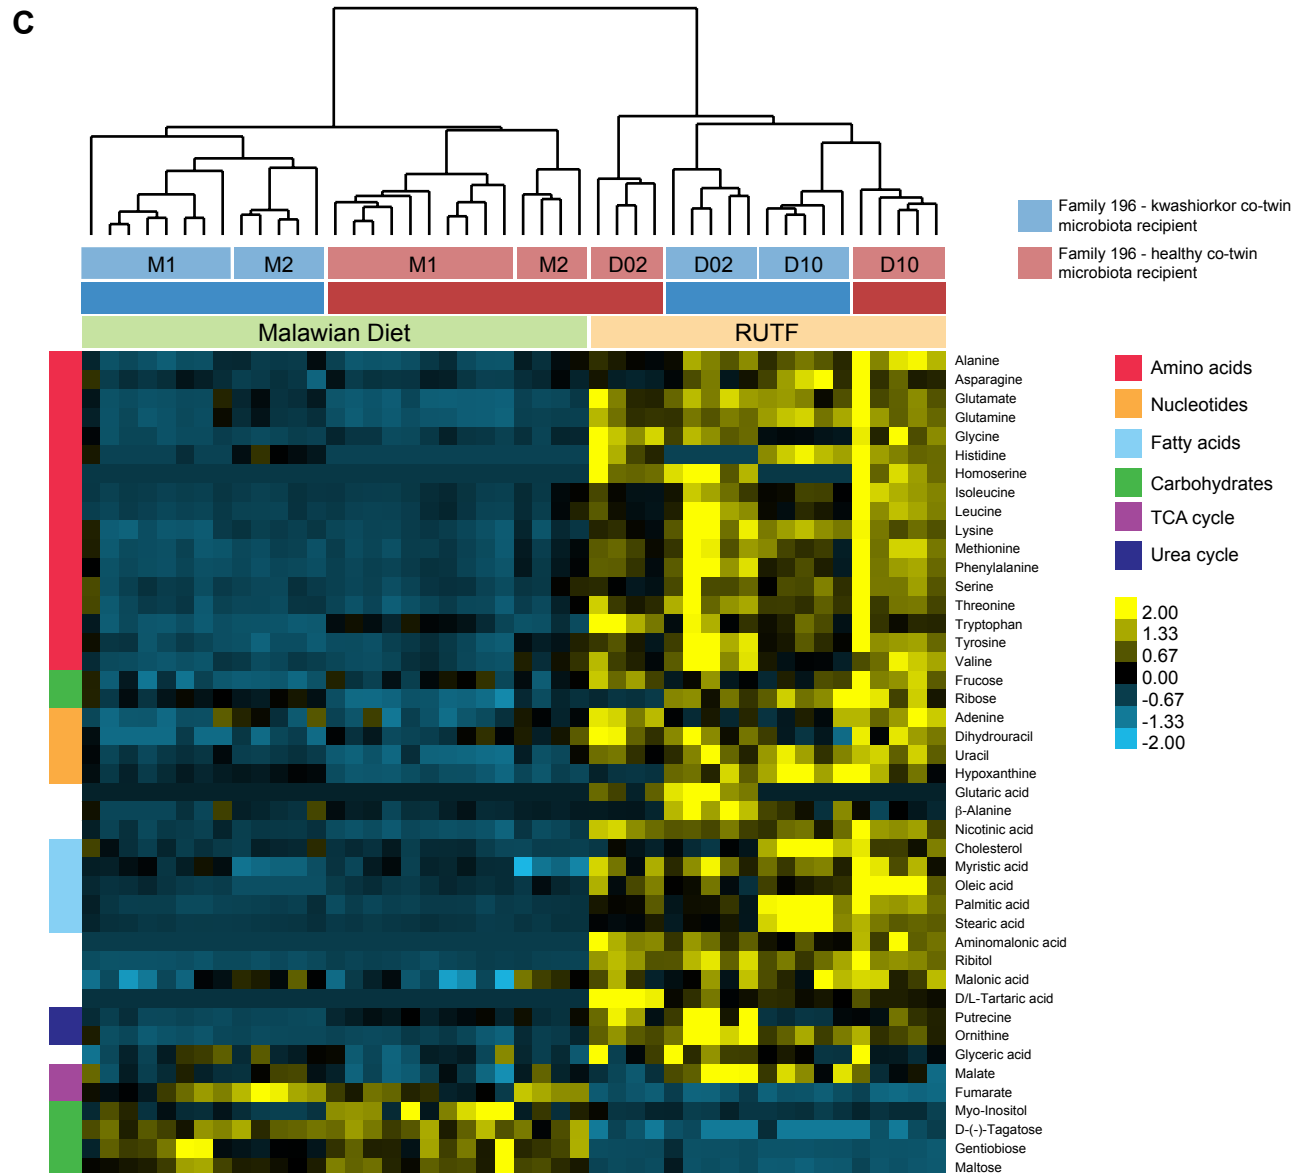 C
Family 196 - kwashiorkor co-twin
microbiota recipient
Family 196 - healthy co-twin
microbiota recipient
M1 M2 M1 M2 D02 D02 D10 D10
Malawian Diet RUTF
Alanine
Asparagine
Glutamate
Glutamine
Glycine
Histidine
Homoserine
Isoleucine
Leucine
Lysine
Methionine
Phenylalanine
Serine
Threonine
Tryptophan
Tyrosine
Valine
Frucose
Ribose
Adenine
Dihydrouracil
Uracil
Hypoxanthine
Glutaric acid
β-Alanine
Nicotinic acid
Cholesterol
Myristic acid
Oleic acid
Palmitic acid
Stearic acid
Aminomalonic acid
Ribitol
Malonic acid
D/L-Tartaric acid
Putrecine
Ornithine
Glyceric acid
Malate
Fumarate
Myo-Inositol
D-(-)-Tagatose
Gentiobiose
Maltose
Amino acids
Nucleotides
Fatty acids
Carbohydrates
TCA cycle
Urea cycle
2.00
1.33
0.67
0.00
-0.67
-1.33
-2.00